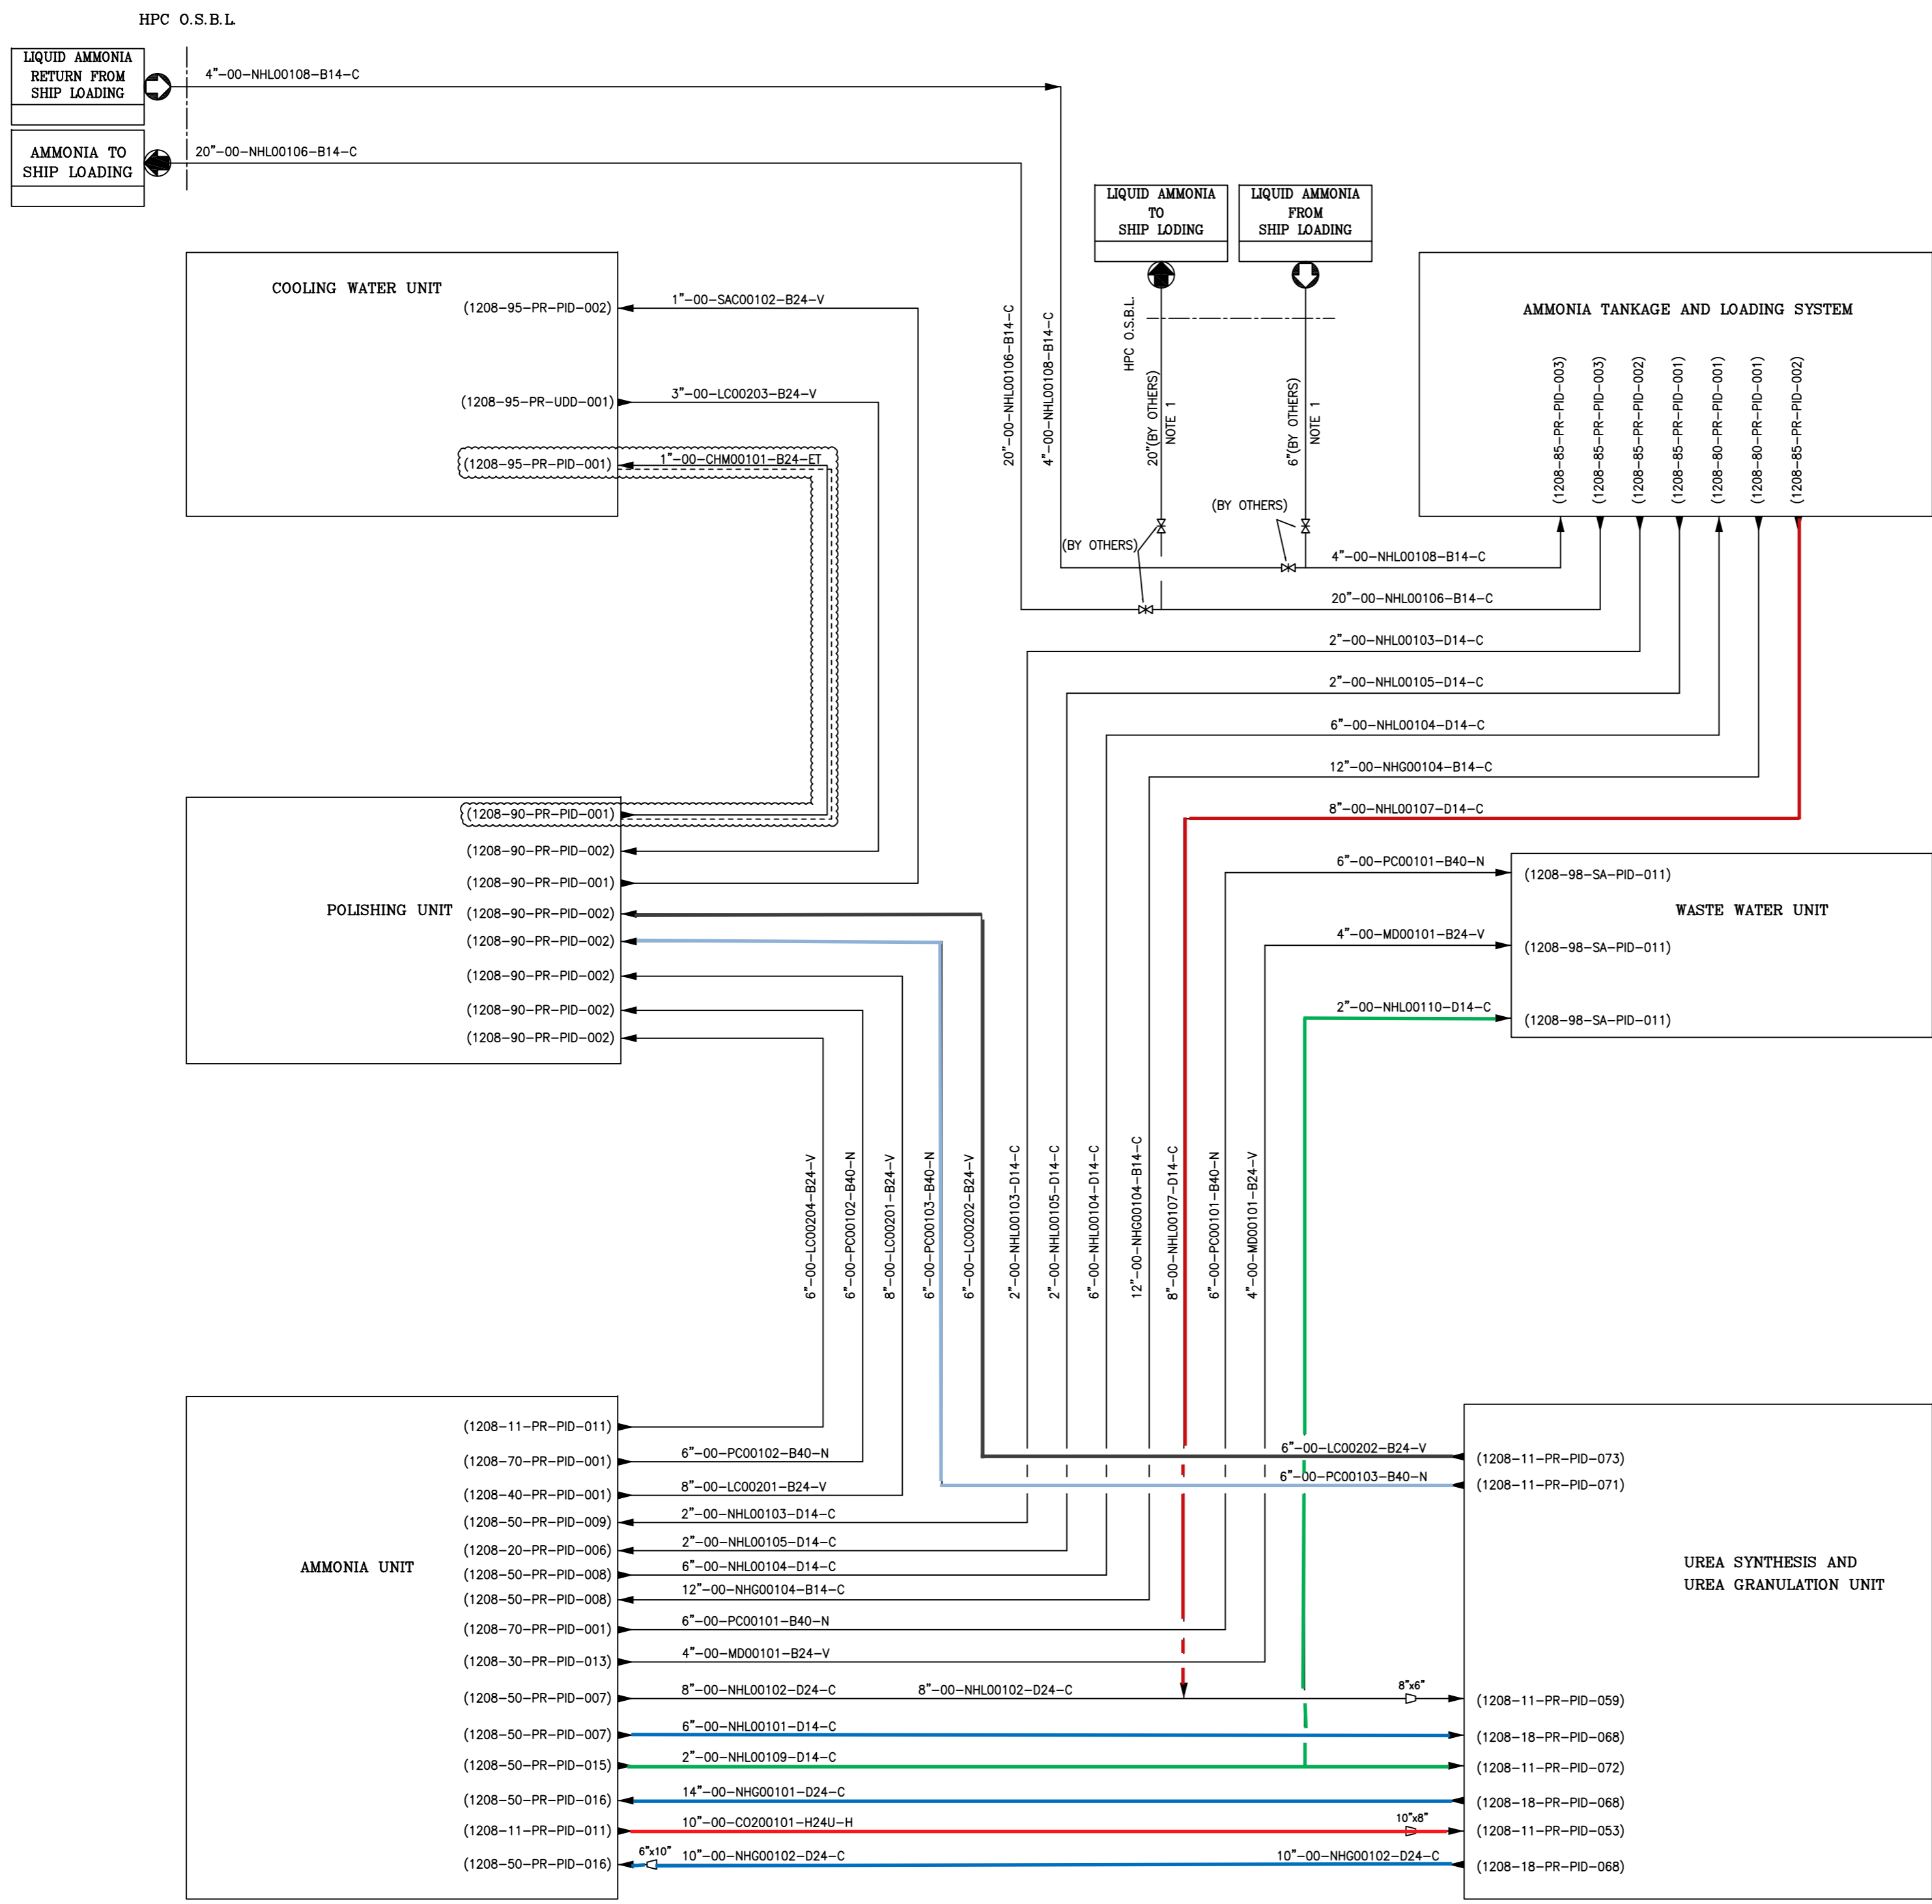 HPC O.S.B.L.
LIQUID AMMONIA
RETURN FROM
SHIP LOADING
4"-00-NHL00108-B14-C
AMMONIA TO
SHIP LOADING
20"-00-NHL00106-B14-C
LIQUID AMMONIA
TO
SHIP LODING
LIQUID AMMONIA
FROM
SHIP LOADING
HPC O.S.B.L.
20"(BY OTHERS)
NOTE 1
6"(BY OTHERS)
NOTE 1
20"-00-NHL00106-B14-C
4"-00-NHL00108-B14-C
(BY OTHERS)
(BY OTHERS)
COOLING WATER UNIT
(1208-95-PR-PID-002)
1"-00-SAC00102-B24-V
(1208-95-PR-UDD-001)
3"-00-LC00203-B24-V
(1208-95-PR-PID-001)
1"-00-CHM00101-B24-ET
AMMONIA TANKAGE AND LOADING SYSTEM
(1208-85-PR-PID-003)
(1208-85-PR-PID-003)
(1208-85-PR-PID-002)
(1208-85-PR-PID-001)
(1208-80-PR-PID-001)
(1208-80-PR-PID-001)
(1208-85-PR-PID-002)
4"-00-NHL00108-B14-C
20"-00-NHL00106-B14-C
2"-00-NHL00103-D14-C
2"-00-NHL00105-D14-C
6"-00-NHL00104-D14-C
12"-00-NHG00104-B14-C
8"-00-NHL00107-D14-C
POLISHING UNIT
(1208-90-PR-PID-001)
(1208-90-PR-PID-002)
(1208-90-PR-PID-001)
(1208-90-PR-PID-002)
(1208-90-PR-PID-002)
(1208-90-PR-PID-002)
(1208-90-PR-PID-002)
(1208-90-PR-PID-002)
6"-00-PC00101-B40-N
(1208-98-SA-PID-011)
WASTE WATER UNIT
4"-00-MD00101-B24-V
(1208-98-SA-PID-011)
2"-00-NHL00110-D14-C
(1208-98-SA-PID-011)
6"-00-LC00204-B24-V
6"-00-PC00102-B40-N
8"-00-LC00201-B24-V
6"-00-PC00103-B40-N
6"-00-LC00202-B24-V
2"-00-NHL00103-D14-C
2"-00-NHL00105-D14-C
6"-00-NHL00104-D14-C
12"-00-NHG00104-B14-C
8"-00-NHL00107-D14-C
6"-00-PC00101-B40-N
4"-00-MD00101-B24-V
AMMONIA UNIT
(1208-11-PR-PID-011)
(1208-70-PR-PID-001)
6"-00-PC00102-B40-N
(1208-40-PR-PID-001)
8"-00-LC00201-B24-V
(1208-50-PR-PID-009)
2"-00-NHL00103-D14-C
(1208-20-PR-PID-006)
2"-00-NHL00105-D14-C
(1208-50-PR-PID-008)
6"-00-NHL00104-D14-C
(1208-50-PR-PID-008)
12"-00-NHG00104-B14-C
(1208-70-PR-PID-001)
6"-00-PC00101-B40-N
(1208-30-PR-PID-013)
4"-00-MD00101-B24-V
(1208-50-PR-PID-007)
8"-00-NHL00102-D24-C
8"-00-NHL00102-D24-C
8"x6"
(1208-50-PR-PID-007)
6"-00-NHL00101-D14-C
(1208-50-PR-PID-015)
2"-00-NHL00109-D14-C
(1208-50-PR-PID-016)
14"-00-NHG00101-D24-C
(1208-11-PR-PID-011)
10"-00-CO200101-H24U-H
10"x8"
(1208-50-PR-PID-016)
6"x10"
10"-00-NHG00102-D24-C
10"-00-NHG00102-D24-C
6"-00-LC00202-B24-V
(1208-11-PR-PID-073)
6"-00-PC00103-B40-N
(1208-11-PR-PID-071)
UREA SYNTHESIS AND
UREA GRANULATION UNIT
(1208-11-PR-PID-059)
(1208-18-PR-PID-068)
(1208-11-PR-PID-072)
(1208-18-PR-PID-068)
(1208-11-PR-PID-053)
(1208-18-PR-PID-068)